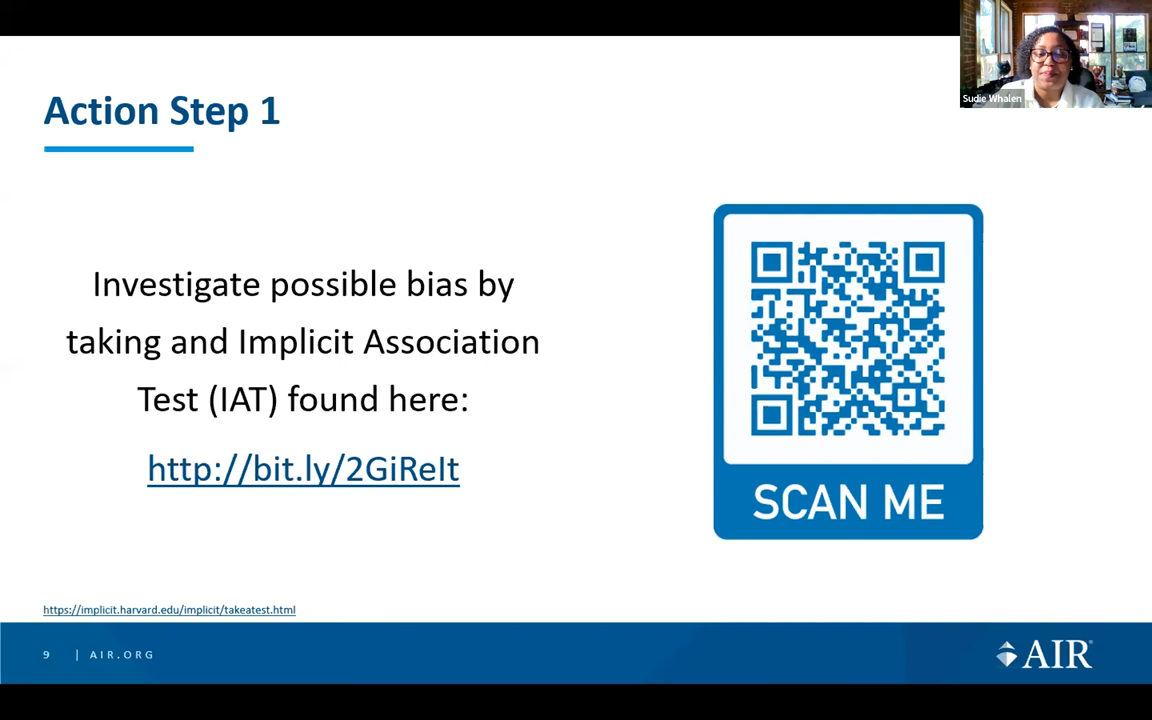 Sudie Whalen
Action Step 1
Investigate possible bias by
taking and Implicit Association
Test (IAT) found here:
http://bit.ly/2GiReIt
SCAN ME
https://implicit.harvard.edu/implicit/takeatest.html
9 | AIR.ORG
AIR®